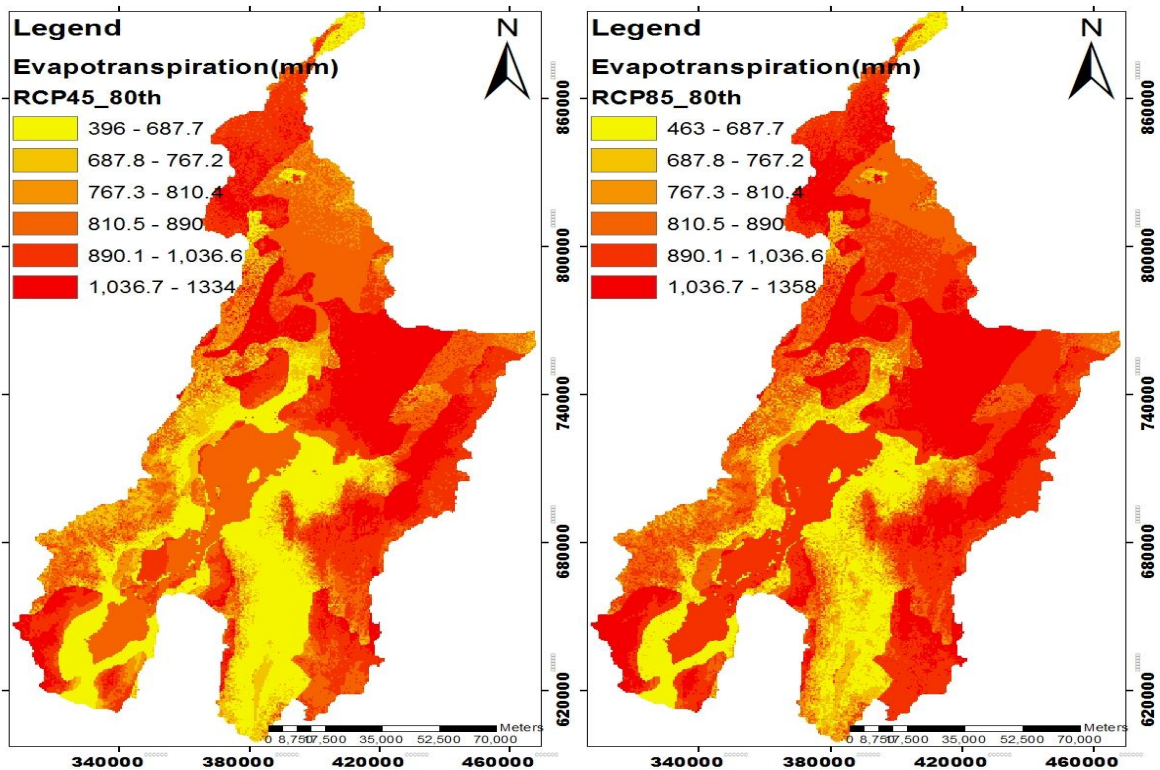 Legend
N
Evapotranspiration(mm)
RCP45_80th
396 - 687.7
687.8 - 767.2
767.3 - 810.4
810.5 - 890
890.1 - 1,036.6
1,036.7 - 1334
860000
800000
740000
680000
620000
Meters
0 8,750 17,500 35,000 52,500 70,000
340000 380000 420000 460000
Legend
N
Evapotranspiration(mm)
RCP85_80th
463 - 687.7
687.8 - 767.2
767.3 - 810.4
810.5 - 890
890.1 - 1,036.6
1,036.7 - 1358
860000
800000
740000
680000
620000
Meters
0 8,750 17,500 35,000 52,500 70,000
340000 380000 420000 460000